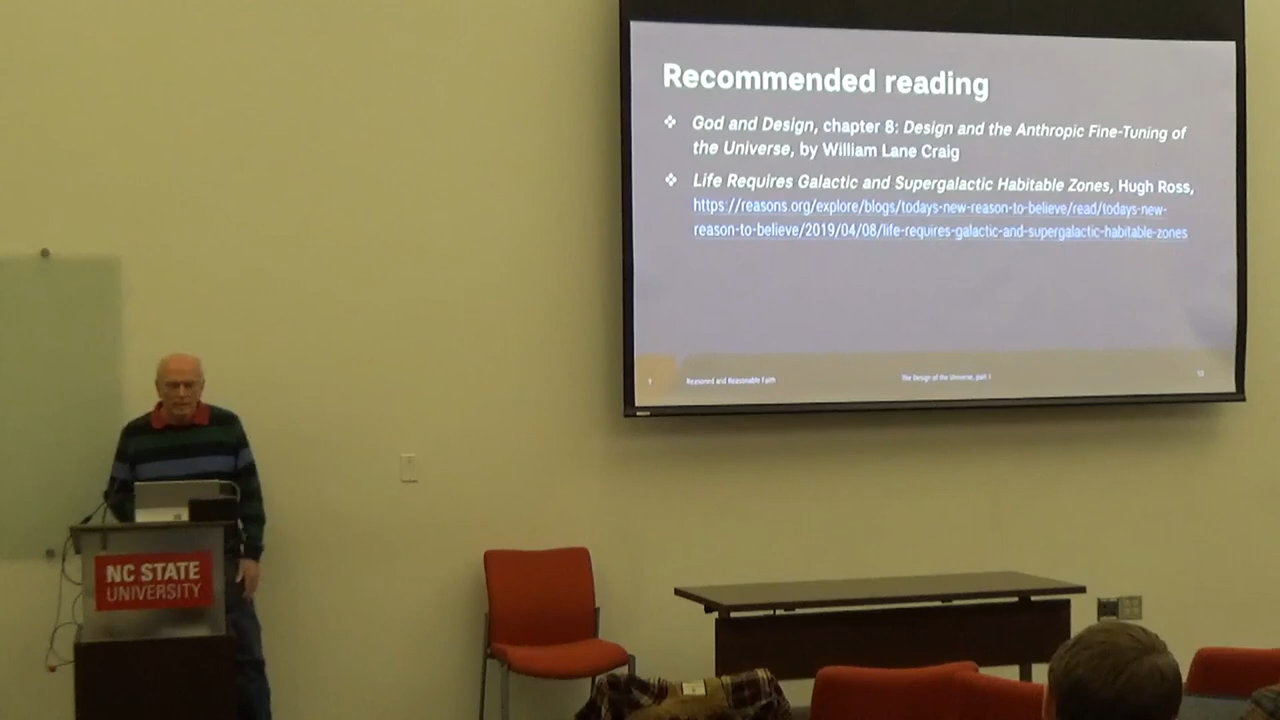 Recommended reading
❖ God and Design, chapter 8: Design and the Anthropic Fine-Tuning of
the Universe, by William Lane Craig
❖ Life Requires Galactic and Supergalactic Habitable Zones, Hugh Ross,
https://reasons.org/explore/blogs/todays-new-reason-to-believe/read/todays-new-
reason-to-believe/2019/04/08/life-requires-galactic-and-supergalactic-habitable-zones
Reasoned and Reasonable Faith
The Design of the Universe, part I
NC STATE
UNIVERSITY